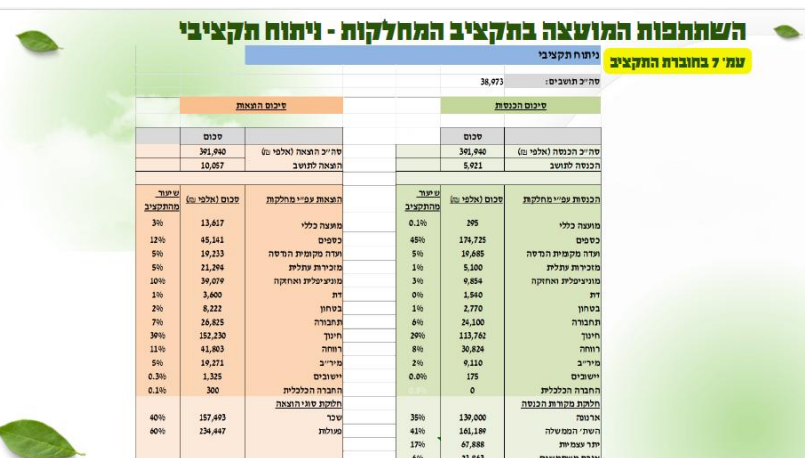 השתתפות המועצה בתקציב המחלקות - ניתוח תקציבי
עמ' 7 בחוברת התקציב
ניתוח תקציבי
סה"כ תושבים: 38,973
סיכום הכנסות סיכום הוצאות
סכום סכום
סה"כ הכנסה (אלפי ₪) 391,940 סה"כ הוצאה (אלפי ₪) 391,940
הכנסה לתושב 5,921 הוצאה לתושב 10,057
הכנסות עפ"י מחלקות סכום (אלפי ₪) שיעור מהתקציב הוצאות עפ"י מחלקות סכום (אלפי ₪) שיעור מהתקציב
מועצה כללי 295 0.1% מועצה כללי 13,617 3%
כספים 174,725 45% כספים 45,141 12%
ועדה מקומית הנדסה 19,685 5% ועדה מקומית הנדסה 19,233 5%
מזכירות עתלית 5,100 1% מזכירות עתלית 21,294 5%
מוניציפלית ואחזקה 9,854 3% מוניציפלית ואחזקה 39,079 10%
דת 1,540 0% דת 3,600 1%
בטחון 2,770 1% בטחון 8,222 2%
תחבורה 24,100 6% תחבורה 26,825 7%
חינוך 113,762 29% חינוך 152,230 39%
רווחה 30,824 8% רווחה 41,803 11%
מיר"ב 9,110 2% מיר"ב 19,271 5%
יישובים 175 0.0% יישובים 1,325 0.3%
החברה הכלכלית 0 החברה הכלכלית 300 0.1%
חלוקת מקורות הכנסה חלוקת סוגי הוצאה
ארנונה 139,000 35% שכר 157,493 40%
השת' הממשלה 161,189 41% פעולות 234,447 60%
יתר עצמיות 67,888 17%